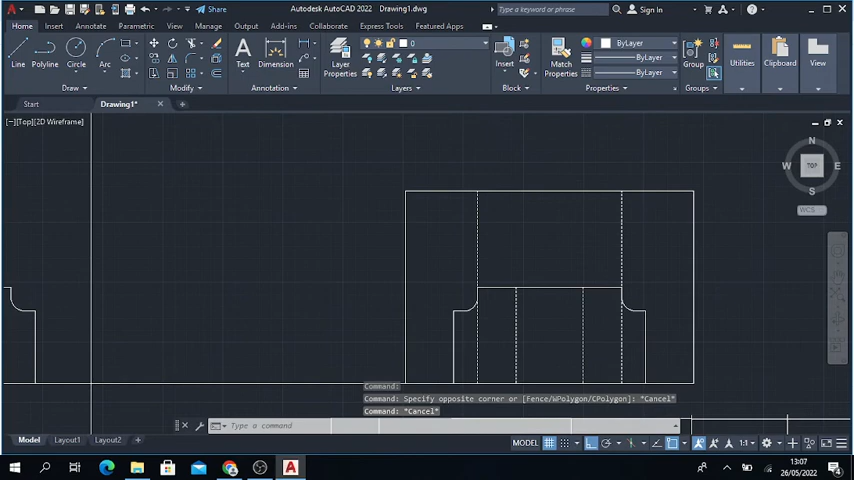 Share
Autodesk AutoCAD 2022 Drawing1.dwg
Type a keyword or phrase
Sign In
Home Insert Annotate Parametric View Manage Output Add-ins Collaborate Express Tools Featured Apps
0
ByLayer
ByLayer
ByLayer
Line Polyline Circle Arc
Text Dimension
Layer
Properties
Insert
Match
Properties
Group
Utilities
Clipboard
View
Draw Modify Annotation Layers Block Properties Groups
Start Drawing1*
[−][Top][2D Wireframe]
N
W TOP E
S
WCS
Command:
Command: Specify opposite corner or [Fence/WPolygon/CPolygon]: *Cancel*
Command: *Cancel*
Type a command
Model Layout1 Layout2 +
MODEL
1:1
13:07
26/05/2022
4